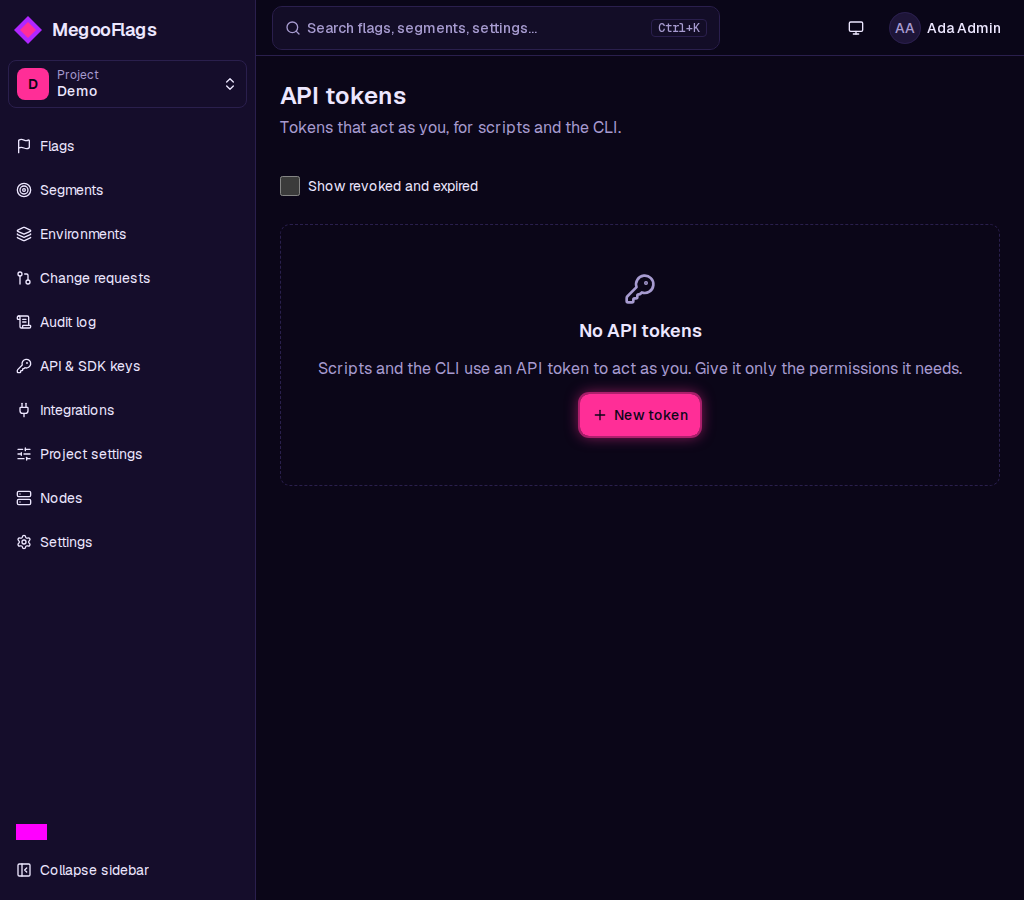 MegooFlags
Search flags, segments, settings...
Ctrl+K
AA
Ada Admin
D
Project
Demo
Flags
Segments
Environments
Change requests
Audit log
API & SDK keys
Integrations
Project settings
Nodes
Settings
Collapse sidebar
API tokens
Tokens that act as you, for scripts and the CLI.
Show revoked and expired
No API tokens
Scripts and the CLI use an API token to act as you. Give it only the permissions it needs.
New token